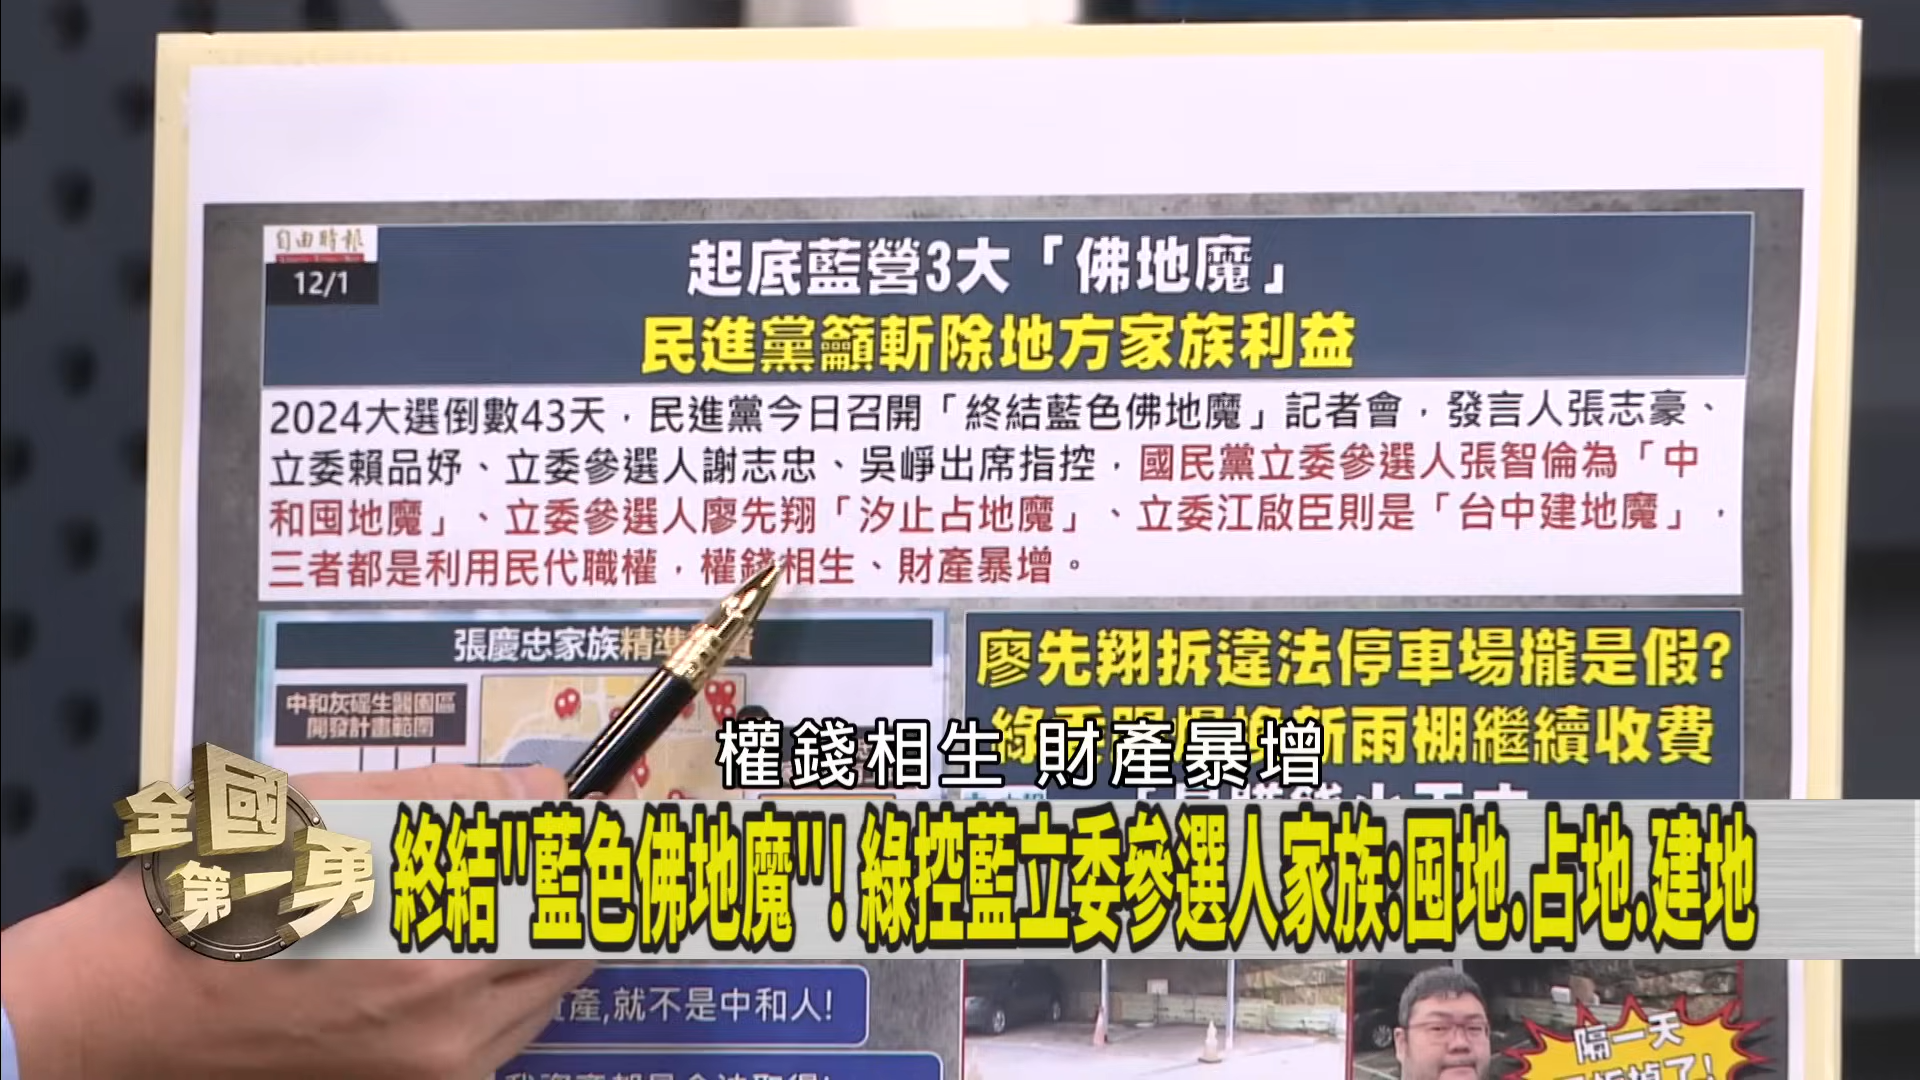 自由時報
12/1
起底藍營3大「佛地魔」
民進黨籲斬除地方家族利益
2024大選倒數43天，民進黨今日召開「終結藍色佛地魔」記者會，發言人張志豪、
立委賴品妤、立委參選人謝志忠、吳崢出席指控，國民黨立委參選人張智倫為「中
和囤地魔」、立委參選人廖先翔「汐止占地魔」、立委江啟臣則是「台中建地魔」，
三者都是利用民代職權，權錢相生、財產暴增。
張慶忠家族精準
中和灰磘生醫園區
開發計畫範圍
廖先翔拆違法停車場攏是假?
新雨棚繼續收費
權錢相生 財產暴增
全國第一勇
終結"藍色佛地魔"! 綠控藍立委參選人家族:囤地.占地.建地
產,就不是中和人!
隔一天